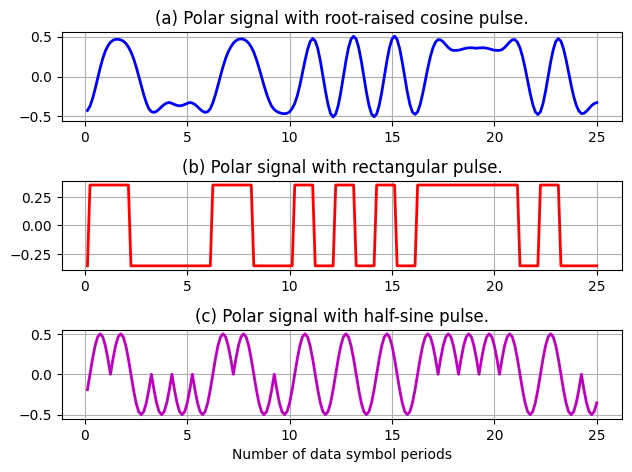 (a) Polar signal with root-raised cosine pulse.
0.5
0.0
−0.5
0 5 10 15 20 25
(b) Polar signal with rectangular pulse.
0.25
0.00
−0.25
0 5 10 15 20 25
(c) Polar signal with half-sine pulse.
0.5
0.0
−0.5
0 5 10 15 20 25
Number of data symbol periods